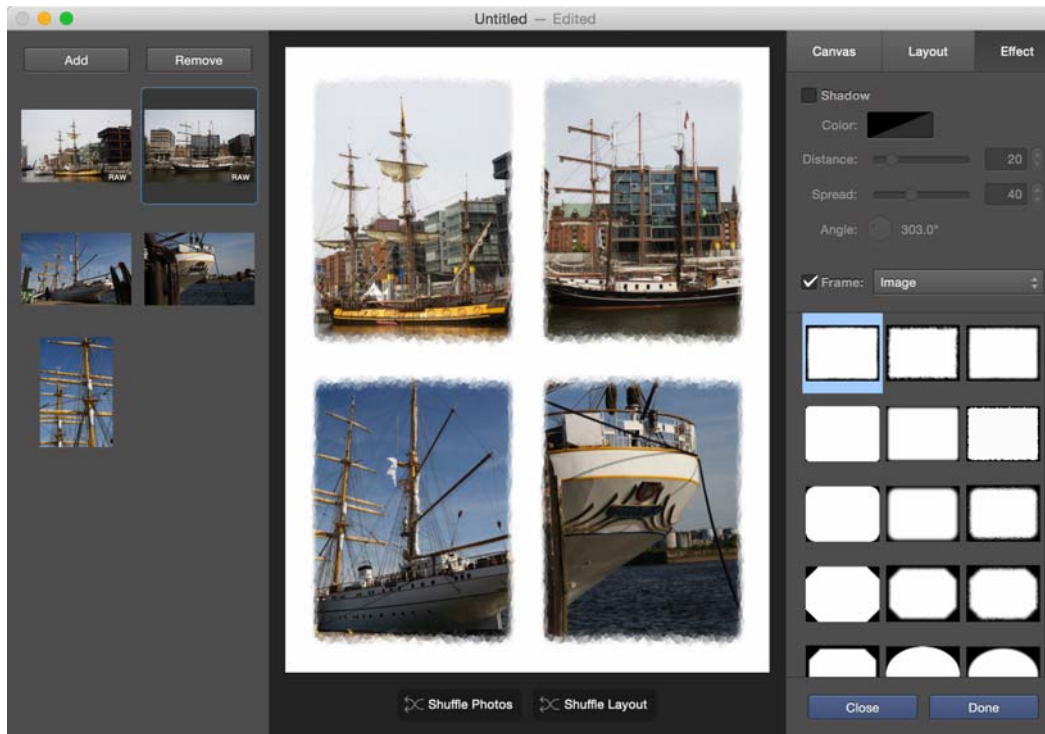 Untitled — Edited
Add
Remove
RAW
RAW
Shuffle Photos
Shuffle Layout
Canvas
Layout
Effect
Shadow
Color:
Distance:
20
Spread:
40
Angle:
303.0°
Frame:
Image
Close
Done